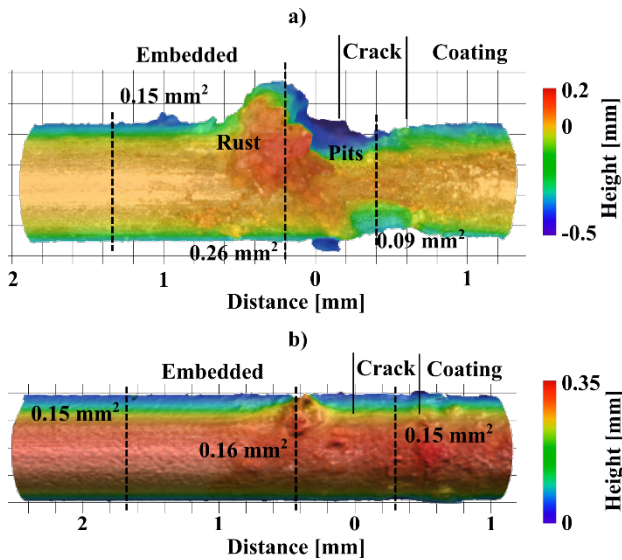 a)
Embedded Crack Coating
0.15 mm²
Rust Pits
0.26 mm² 0.09 mm²
2 1 0 1
Distance [mm]
0.2
0
-0.5
Height [mm]
b)
Embedded Crack Coating
0.15 mm²
0.16 mm² 0.15 mm²
2 1 0 1
Distance [mm]
0.35
0
Height [mm]